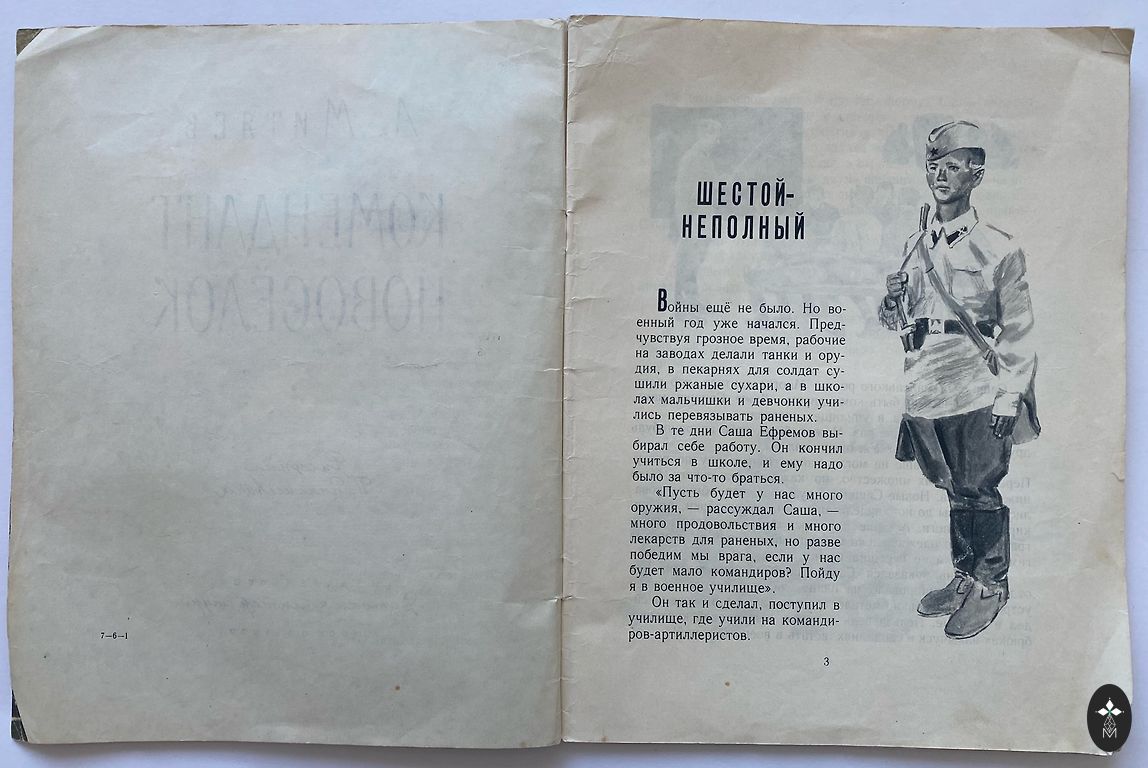 7—6—1
ШЕСТОЙ-
НЕПОЛНЫЙ
Войны ещё не было. Но во-
енный год уже начался. Пред-
чувствуя грозное время, рабочие
на заводах делали танки и ору-
дия, в пекарнях для солдат су-
шили ржаные сухари, а в шко-
лах мальчишки и девчонки учи-
лись перевязывать раненых.
В те дни Саша Ефремов вы-
бирал себе работу. Он кончил
учиться в школе, и ему надо
было за что-то браться.
«Пусть будет у нас много
оружия, — рассуждал Саша, —
много продовольствия и много
лекарств для раненых, но разве
победим мы врага, если у нас
будет мало командиров? Пойду
я в военное училище».
Он так и сделал, поступил в
училище, где учили на команди-
ров-артиллеристов.
3
М